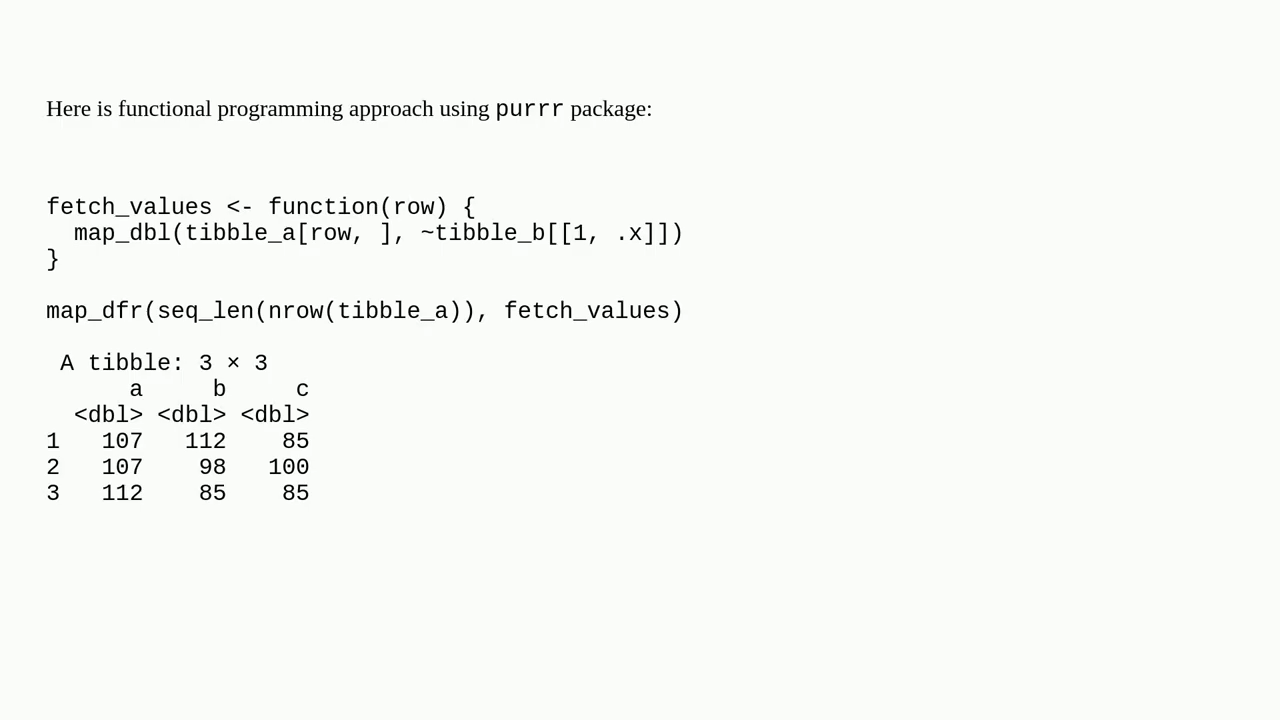 Here is functional programming approach using purrr package:
fetch_values <- function(row) {
  map_dbl(tibble_a[row, ], ~tibble_b[[1, .x]])
}
map_dfr(seq_len(nrow(tibble_a)), fetch_values)
 A tibble: 3 × 3
      a     b     c
  <dbl> <dbl> <dbl>
1   107   112    85
2   107    98   100
3   112    85    85